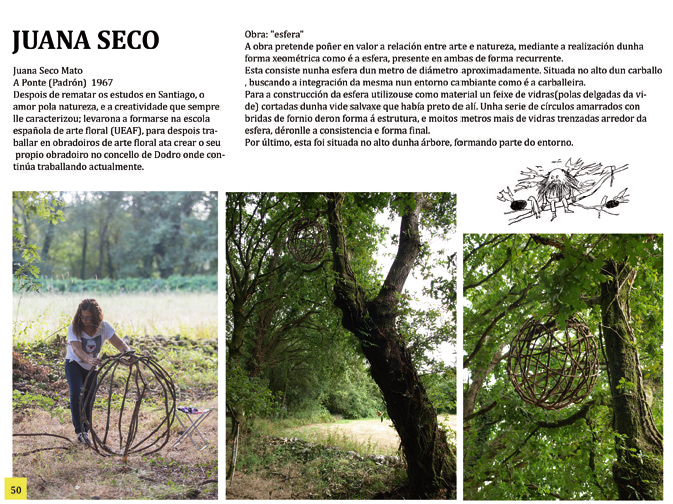 JUANA SECO
Juana Seco Mato
A Ponte (Padrón)  1967
Despois de rematar os estudos en Santiago, o
amor pola natureza, e a creatividade que sempre
lle caracterizou; levarona a formarse na escola
española de arte floral (UEAF), para despois tra-
ballar en obradoiros de arte floral ata crear o seu
propio obradoiro no concello de Dodro onde con-
tinúa traballando actualmente.
Obra: "esfera"
A obra pretende poñer en valor a relación entre arte e natureza, mediante a realización dunha
forma xeométrica como é a esfera, presente en ambas de forma recurrente.
Esta consiste nunha esfera dun metro de diámetro aproximadamente. Situada no alto dun carballo
, buscando a integración da mesma nun entorno cambiante como é a carballeira.
Para a construcción da esfera utilizouse como material un feixe de vidras(polas delgadas da vi-
de) cortadas dunha vide salvaxe que había preto de alí. Unha serie de círculos amarrados con
bridas de fornio deron forma á estrutura, e moitos metros mais de vidras trenzadas arredor da
esfera, déronlle a consistencia e forma final.
Por último, esta foi situada no alto dunha árbore, formando parte do entorno.
50